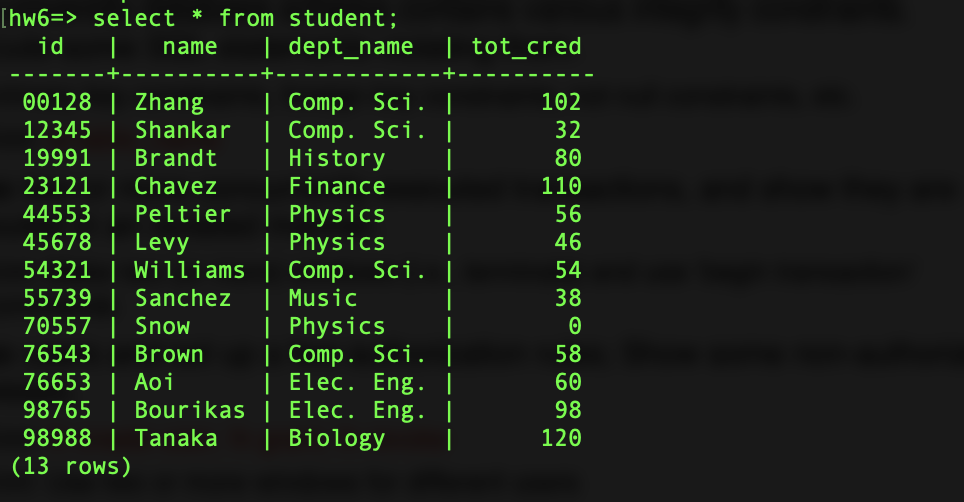 [hw6=> select * from student;
  id   |   name   | dept_name  | tot_cred
-------+----------+------------+----------
 00128 | Zhang    | Comp. Sci. |      102
 12345 | Shankar  | Comp. Sci. |       32
 19991 | Brandt   | History    |       80
 23121 | Chavez   | Finance    |      110
 44553 | Peltier  | Physics    |       56
 45678 | Levy     | Physics    |       46
 54321 | Williams | Comp. Sci. |       54
 55739 | Sanchez  | Music      |       38
 70557 | Snow     | Physics    |        0
 76543 | Brown    | Comp. Sci. |       58
 76653 | Aoi      | Elec. Eng. |       60
 98765 | Bourikas | Elec. Eng. |       98
 98988 | Tanaka   | Biology    |      120
(13 rows)